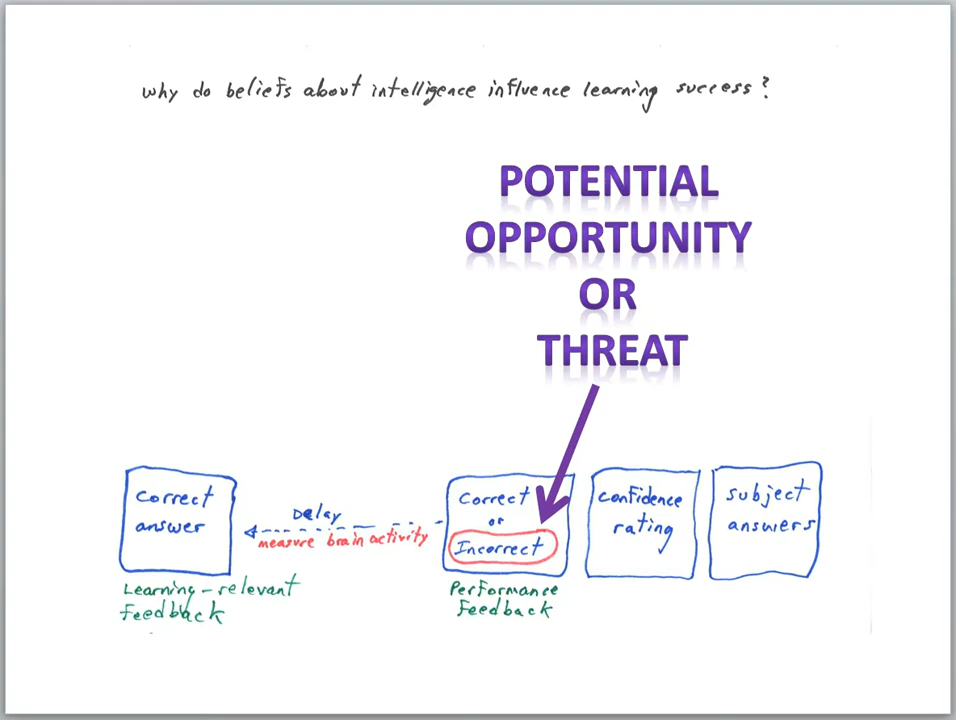 why do beliefs about intelligence influence learning success?
POTENTIAL
OPPORTUNITY
OR
THREAT
correct
answer
Delay
measure brain activity
Correct
or
Incorrect
confidence
rating
subject
answers
Learning-relevant
Feedback
Performance
Feedback